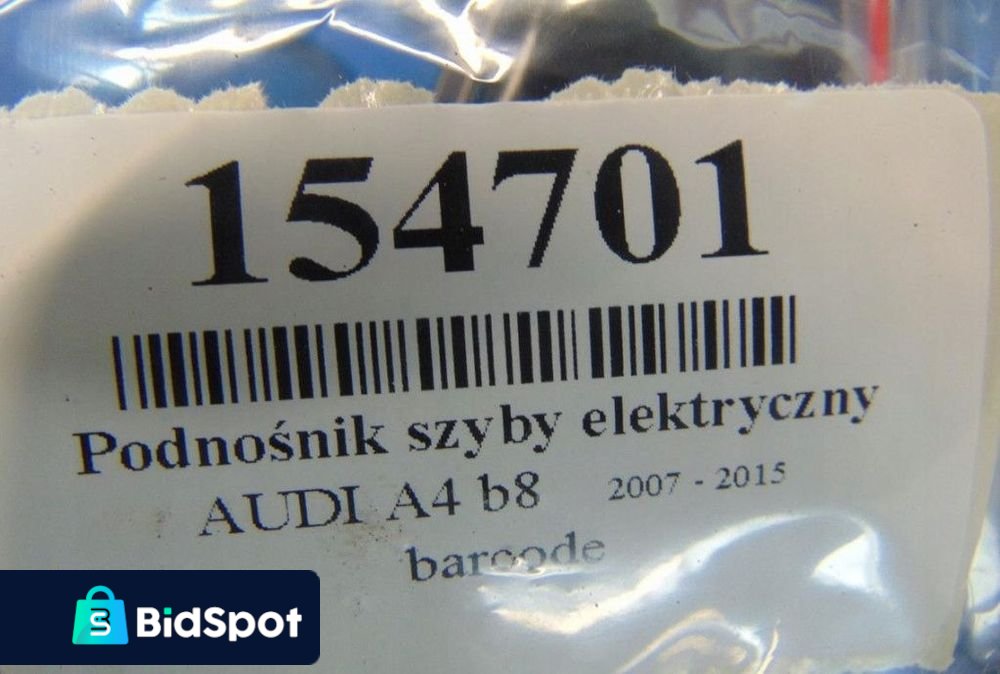 154701
Podnośnik szyby elektryczny
AUDI A4 b8 2007 - 2015
barcode
BidSpot